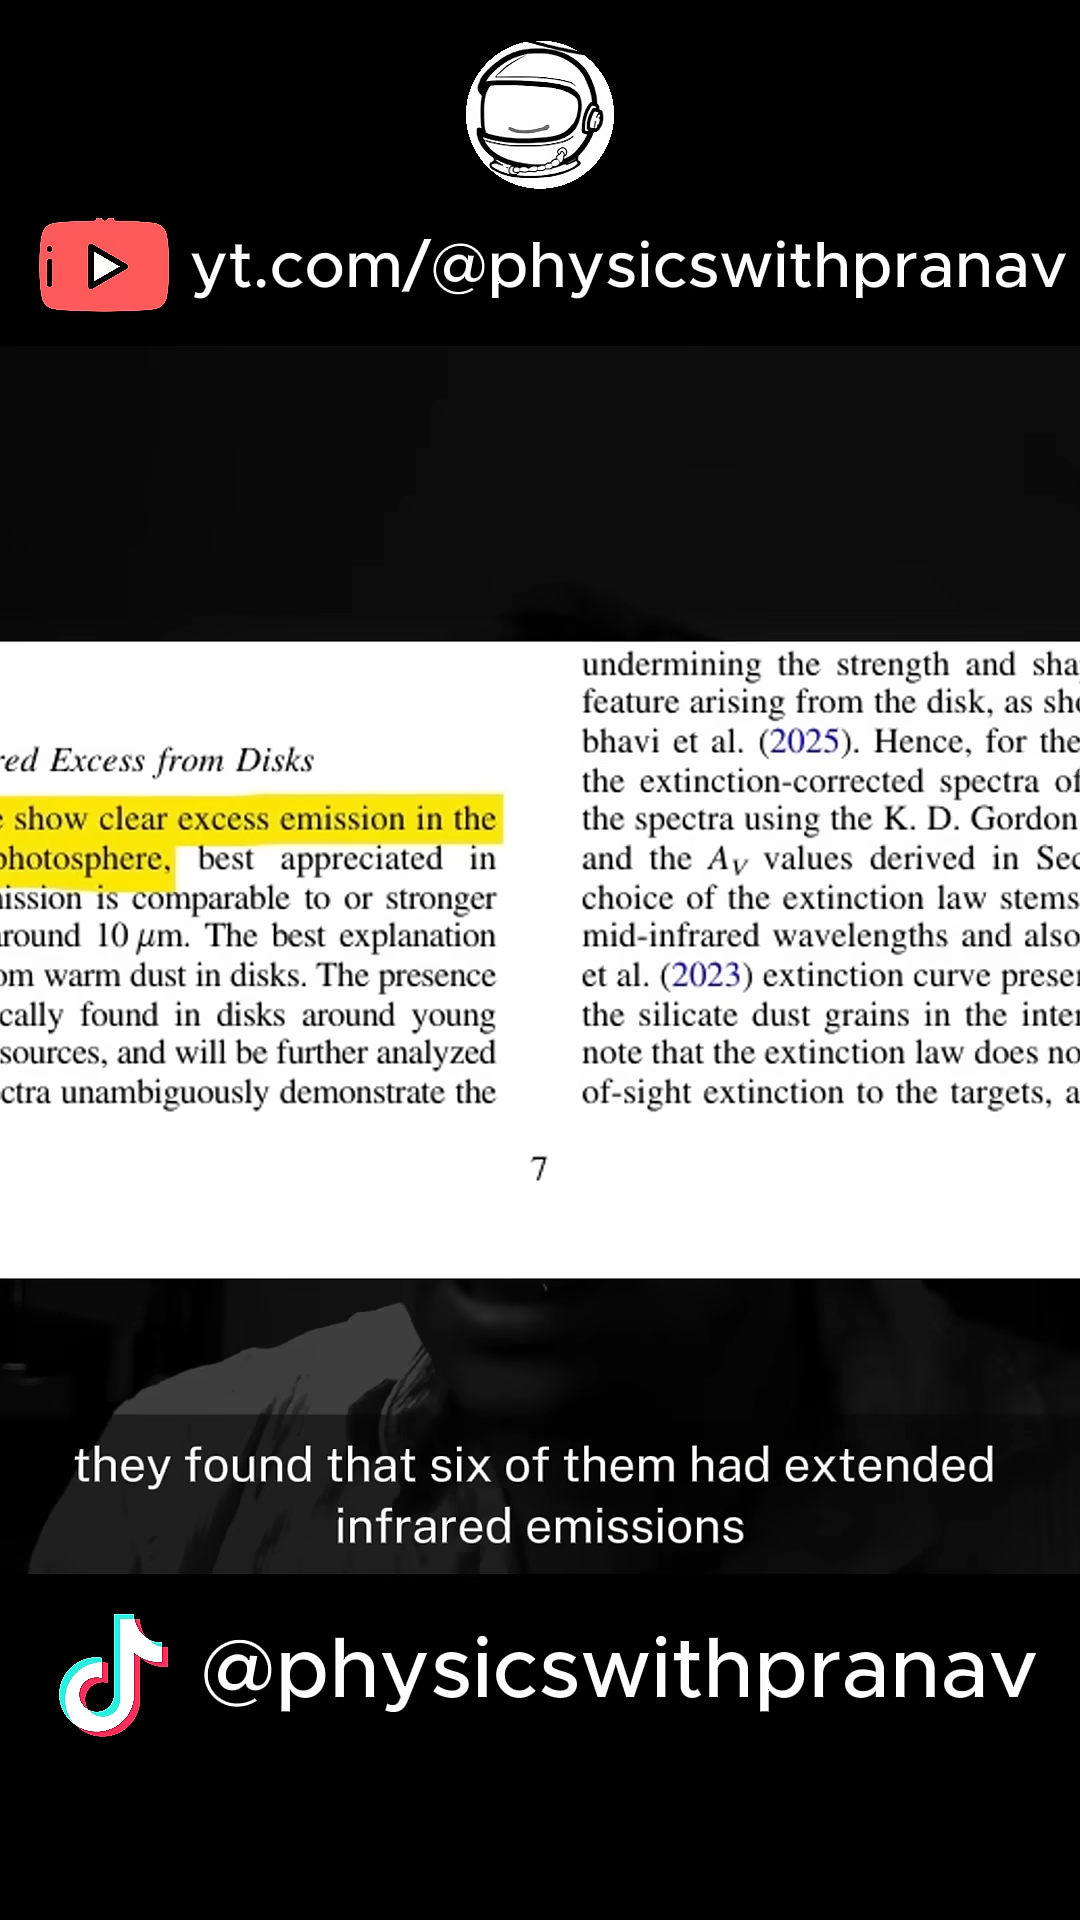 yt.com/@physicswithpranav
red Excess from Disks
show clear excess emission in the
photosphere, best appreciated in
ission is comparable to or stronger
round 10 μm. The best explanation
om warm dust in disks. The presence
cally found in disks around young
sources, and will be further analyzed
ctra unambiguously demonstrate the
undermining the strength and sha
feature arising from the disk, as sho
bhavi et al. (2025). Hence, for the
the extinction-corrected spectra of
the spectra using the K. D. Gordon
and the AV values derived in Sec
choice of the extinction law stems
mid-infrared wavelengths and also
et al. (2023) extinction curve presen
the silicate dust grains in the inter
note that the extinction law does no
of-sight extinction to the targets, a
7
they found that six of them had extended
infrared emissions
@physicswithpranav